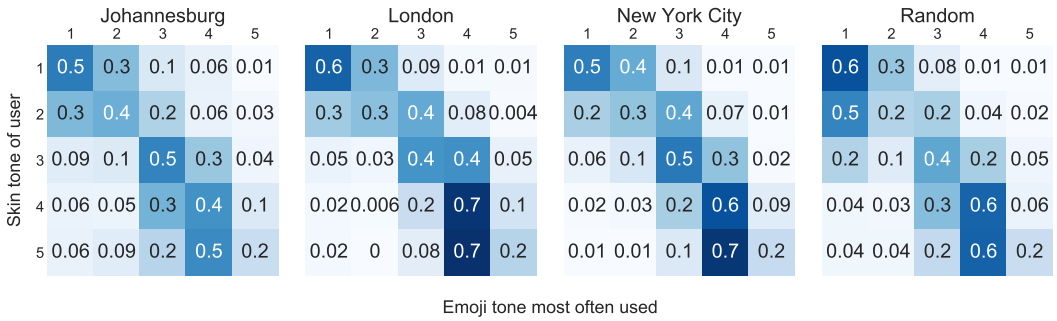 Johannesburg London New York City Random
1 2 3 4 5 1 2 3 4 5 1 2 3 4 5 1 2 3 4 5
1 0.5 0.3 0.1 0.06 0.01 0.6 0.3 0.09 0.01 0.01 0.5 0.4 0.1 0.01 0.01 0.6 0.3 0.08 0.01 0.01
2 0.3 0.4 0.2 0.06 0.03 0.3 0.3 0.4 0.08 0.004 0.2 0.3 0.4 0.07 0.01 0.5 0.2 0.2 0.04 0.02
3 0.09 0.1 0.5 0.3 0.04 0.05 0.03 0.4 0.4 0.05 0.06 0.1 0.5 0.3 0.02 0.2 0.1 0.4 0.2 0.05
4 0.06 0.05 0.3 0.4 0.1 0.02 0.006 0.2 0.7 0.1 0.02 0.03 0.2 0.6 0.09 0.04 0.03 0.3 0.6 0.06
5 0.06 0.09 0.2 0.5 0.2 0.02 0 0.08 0.7 0.2 0.01 0.01 0.1 0.7 0.2 0.04 0.04 0.2 0.6 0.2
Skin tone of user
Emoji tone most often used